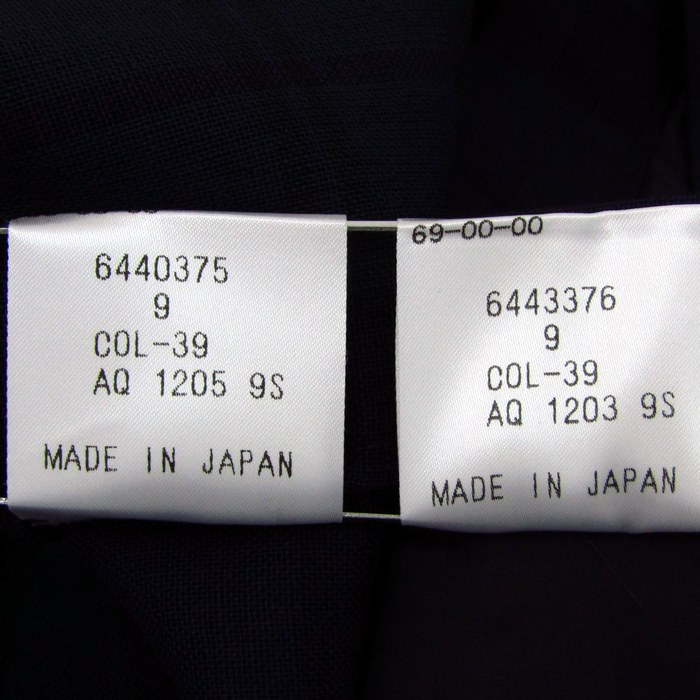 6440375
9
COL-39
AQ 1205 9S
MADE IN JAPAN
69-00-00
6443376
9
COL-39
AQ 1203 9S
MADE IN JAPAN